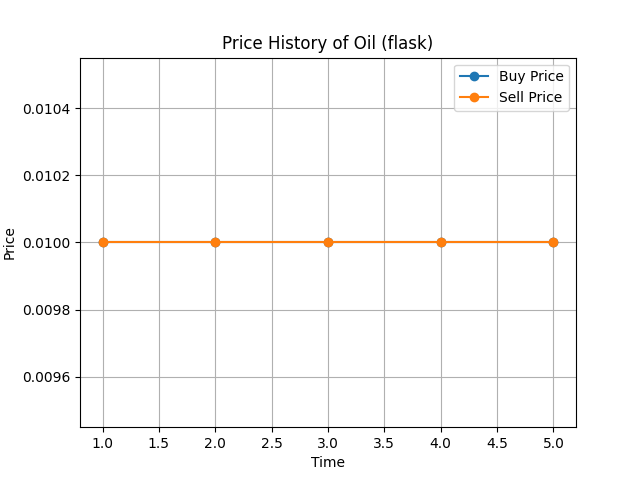 Price History of Oil (flask)
Buy Price
Sell Price
0.0104
0.0102
0.0100
0.0098
0.0096
Price
1.0 1.5 2.0 2.5 3.0 3.5 4.0 4.5 5.0
Time